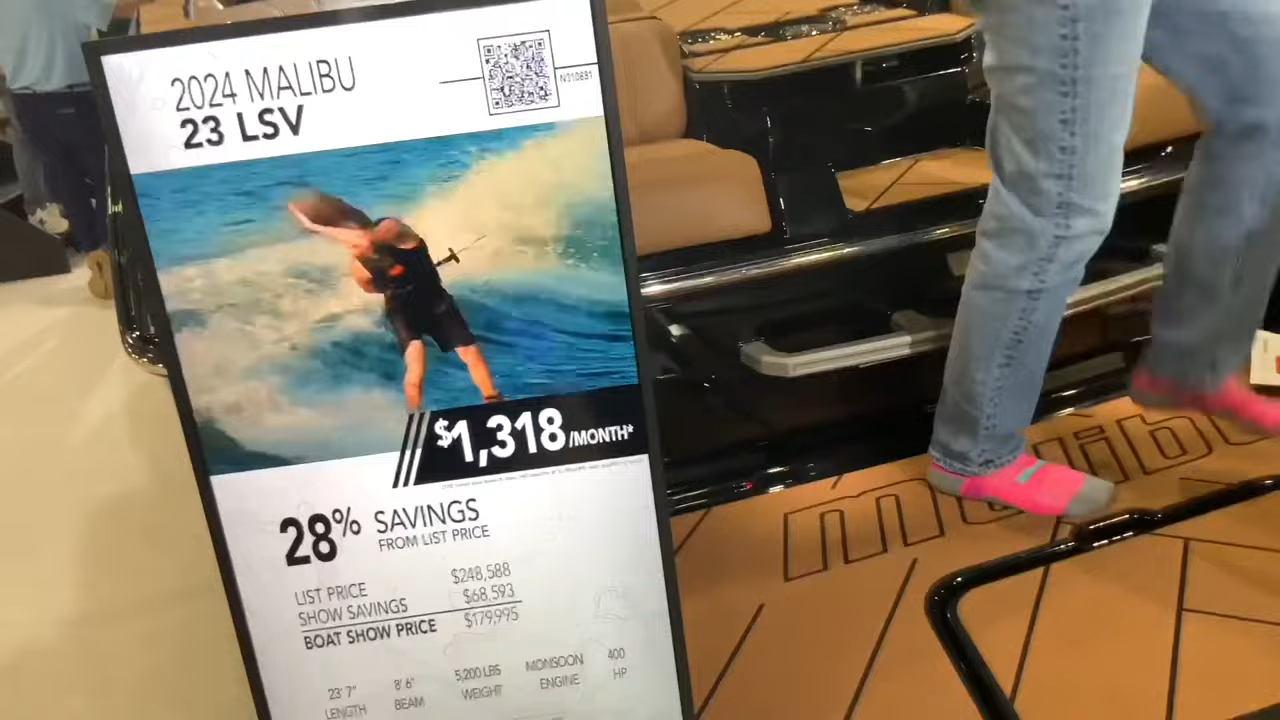 2024 MALIBU
23 LSV
N310831
$1,318/MONTH*
28% SAVINGS
FROM LIST PRICE
LIST PRICE $248,588
SHOW SAVINGS $68,593
BOAT SHOW PRICE $179,995
23' 7" 8' 6" 5,200 LBS MONSOON 400
LENGTH BEAM WEIGHT ENGINE HP
malibu